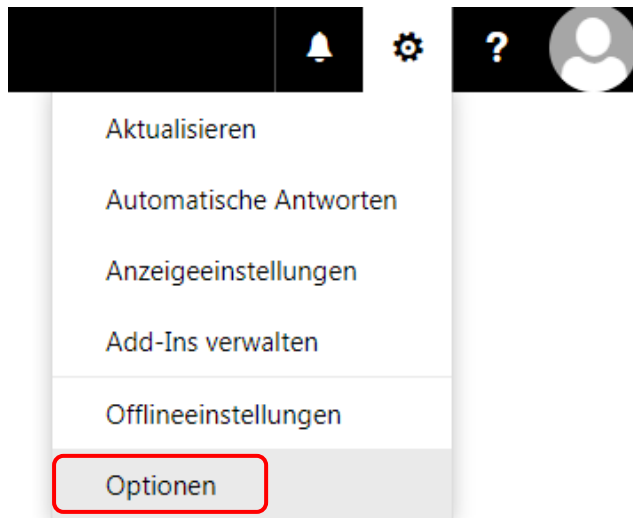 ?
Aktualisieren
Automatische Antworten
Anzeigeeinstellungen
Add-Ins verwalten
Offlineeinstellungen
Optionen